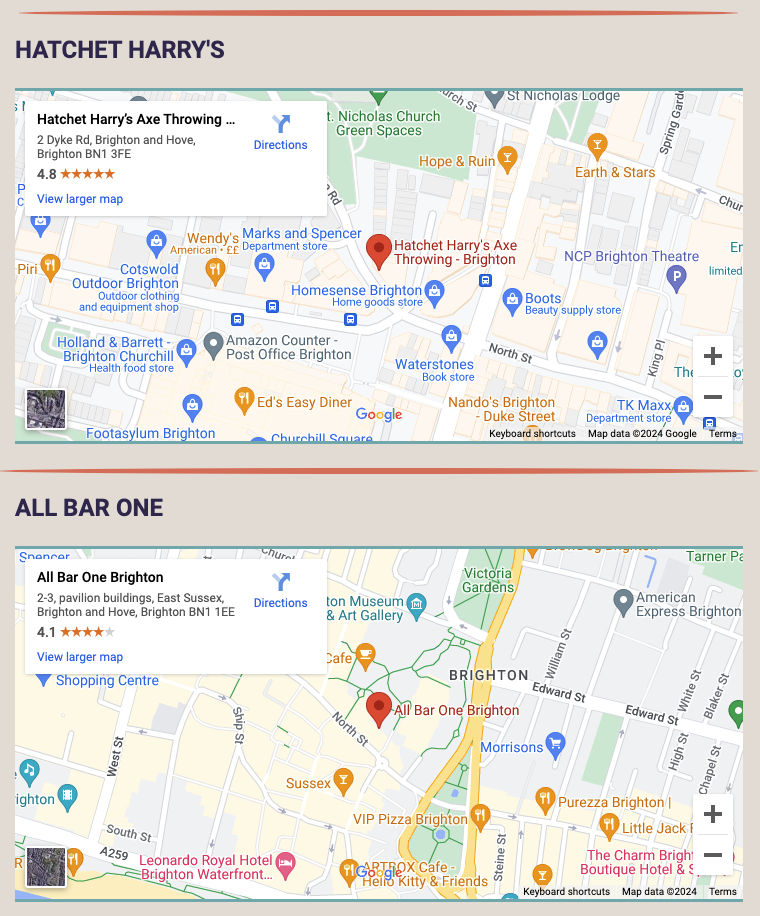 HATCHET HARRY'S
Hatchet Harry's Axe Throwing ...
Directions
2 Dyke Rd, Brighton and Hove,
Brighton BN1 3FE
4.8
View larger map
St Nicholas Lodge
t. Nicholas Church
Green Spaces
Spring Garde
Hope & Ruin
Earth & Stars
Chur
Wendy's
American • ££
Marks and Spencer
Department store
Hatchet Harry's Axe
Throwing - Brighton
NCP Brighton Theatre
limited
Piri
Cotswold
Outdoor Brighton
Outdoor clothing
and equipment shop
Homesense Brighton
Home goods store
Boots
Beauty supply store
Holland & Barrett -
Brighton Churchill
Health food store
Amazon Counter -
Post Office Brighton
North St
King Pl
Waterstones
Book store
Ed's Easy Diner
Google
Nando's Brighton
- Duke Street
TK Maxx
Department store
Footasylum Brighton
Churchill Square
Keyboard shortcuts
Map data ©2024 Google
Terms
ALL BAR ONE
All Bar One Brighton
Directions
2-3, pavilion buildings, East Sussex,
Brighton and Hove, Brighton BN1 1EE
4.1
View larger map
Spencer
Church
Tarner Pa
Victoria
Gardens
ton Museum
& Art Gallery
American
Express Brighton
Cafe
William St
BRIGHTON
White St
Blaker St
Shopping Centre
Edward St
Edward St
All Bar One Brighton
Ship St
North St
West St
Morrisons
High St
Chapel St
Sussex
ighton
Purezza Brighton |
VIP Pizza Brighton
Little Jack F
South St
A259
Steine St
Leonardo Royal Hotel
Brighton Waterfront...
ARTBOX Cafe -
Hello Kitty & Friends
Google
The Charm Bright
Boutique Hotel & S
Keyboard shortcuts
Map data ©2024
Terms